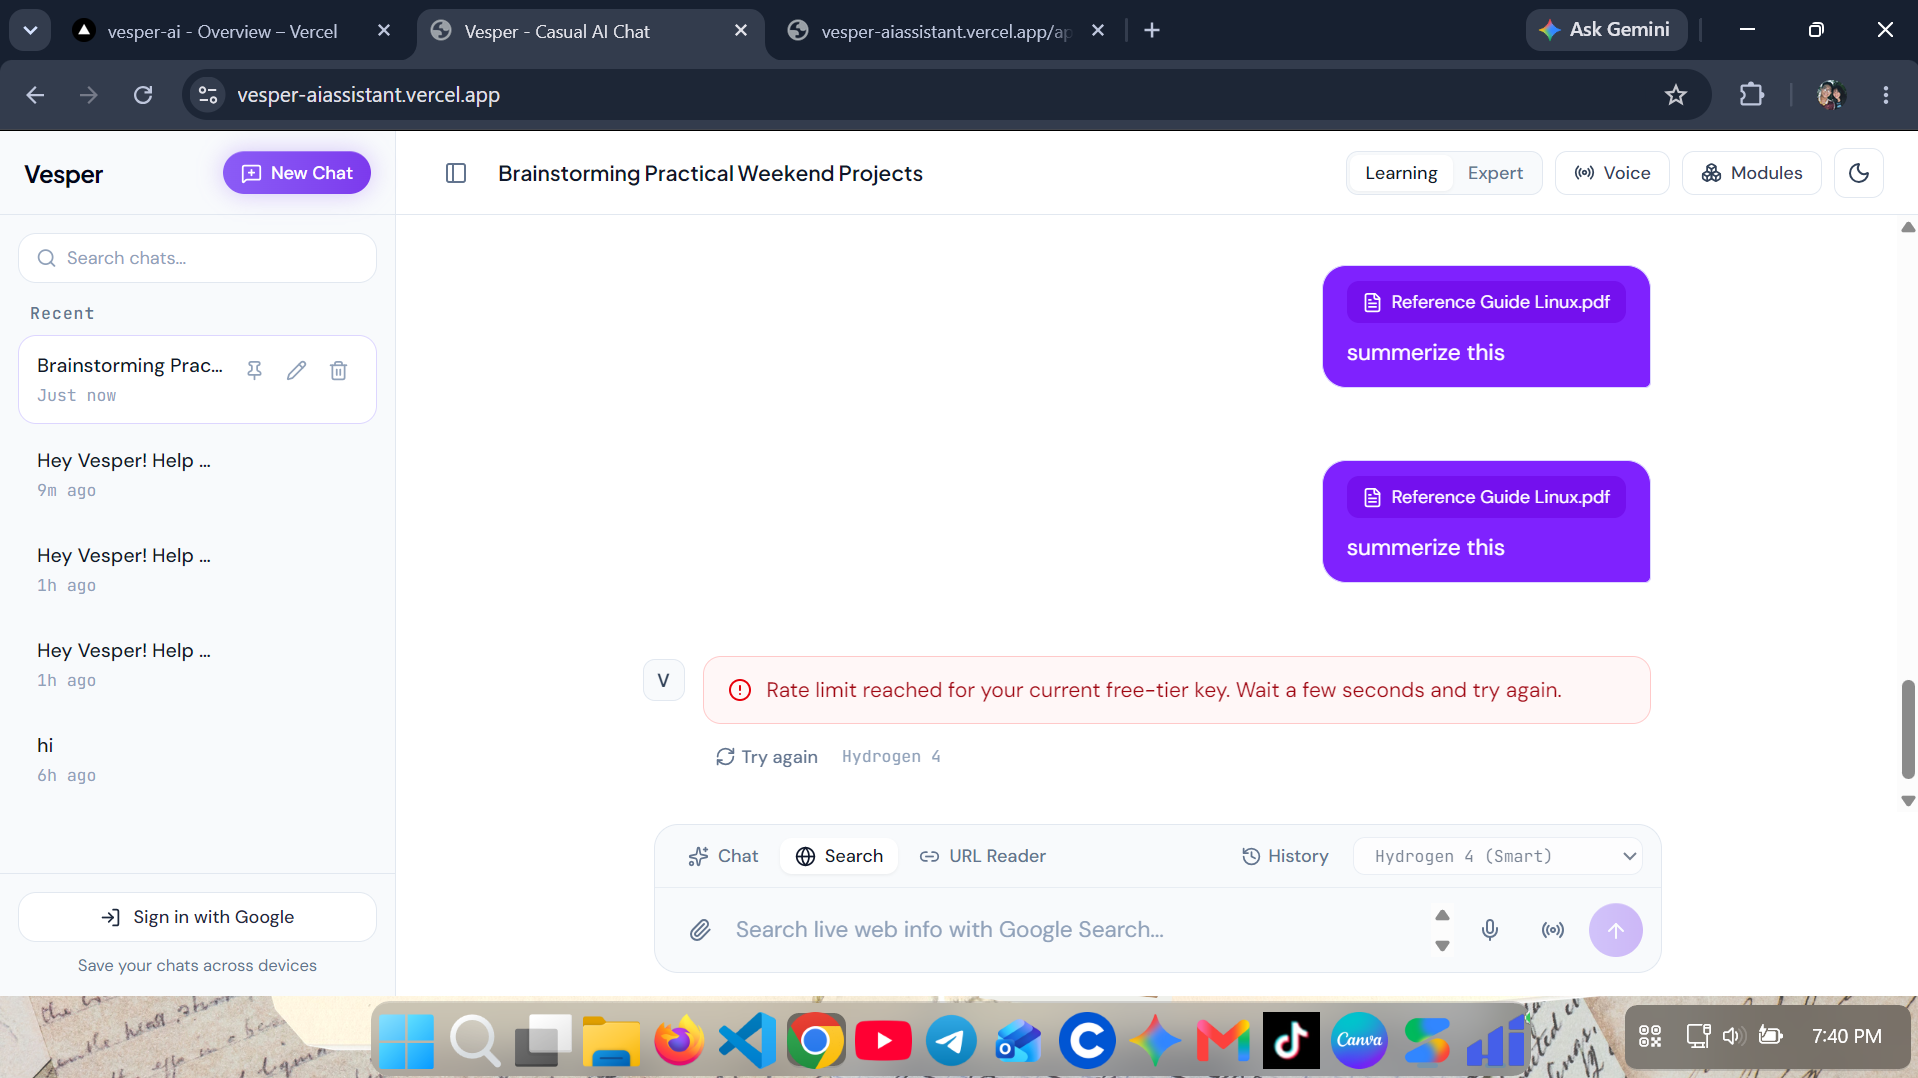 vesper-ai - Overview – Vercel
Vesper - Casual AI Chat
vesper-aiassistant.vercel.app/ap
Ask Gemini
vesper-aiassistant.vercel.app
Vesper
New Chat
Brainstorming Practical Weekend Projects
Learning
Expert
Voice
Modules
Search chats...
Recent
Brainstorming Prac...
Just now
Hey Vesper! Help ...
9m ago
Hey Vesper! Help ...
1h ago
Hey Vesper! Help ...
1h ago
hi
6h ago
Reference Guide Linux.pdf
summerize this
Reference Guide Linux.pdf
summerize this
V
Rate limit reached for your current free-tier key. Wait a few seconds and try again.
Try again
Hydrogen 4
Chat
Search
URL Reader
History
Hydrogen 4 (Smart)
Search live web info with Google Search...
Sign in with Google
Save your chats across devices
Canva
7:40 PM